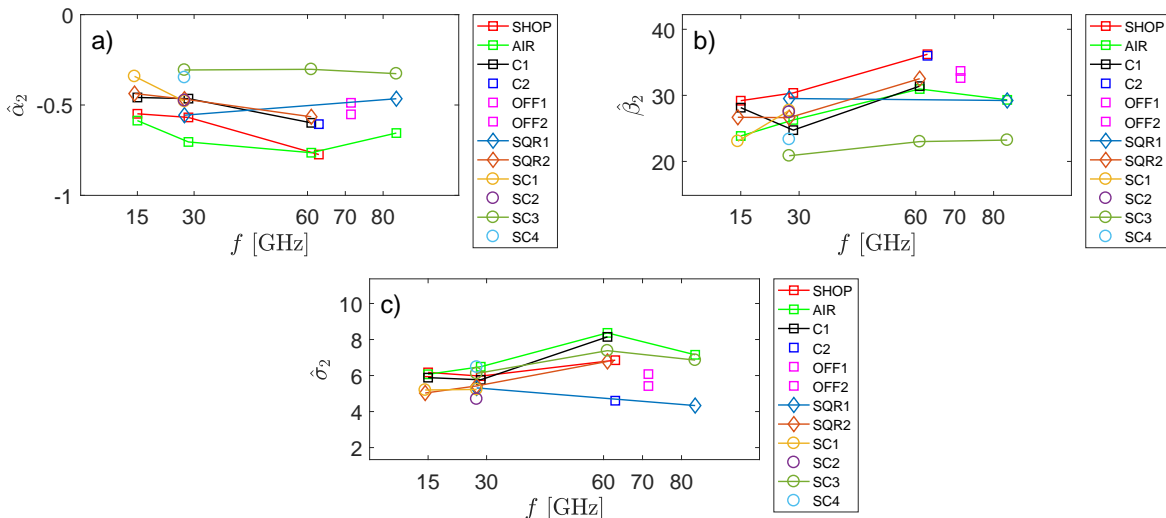 a)
0
-0.5
-1
α̂₂
15 30 60 70 80
f [GHz]
SHOP
AIR
C1
C2
OFF1
OFF2
SQR1
SQR2
SC1
SC2
SC3
SC4
b)
40
30
20
β̂₂
15 30 60 70 80
f [GHz]
SHOP
AIR
C1
C2
OFF1
OFF2
SQR1
SQR2
SC1
SC2
SC3
SC4
c)
10
8
6
4
2
σ̂₂
15 30 60 70 80
f [GHz]
SHOP
AIR
C1
C2
OFF1
OFF2
SQR1
SQR2
SC1
SC2
SC3
SC4